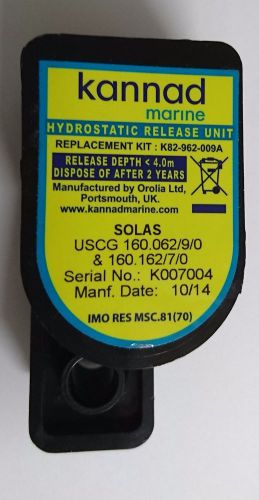 kannad
marine
HYDROSTATIC RELEASE UNIT
REPLACEMENT KIT : K82-962-009A
RELEASE DEPTH < 4.0m
DISPOSE OF AFTER 2 YEARS
Manufactured by Orolia Ltd,
Portsmouth, UK.
www.kannadmarine.com
SOLAS
USCG 160.062/9/0
& 160.162/7/0
Serial No.: K007004
Manf. Date: 10/14
IMO RES MSC.81(70)